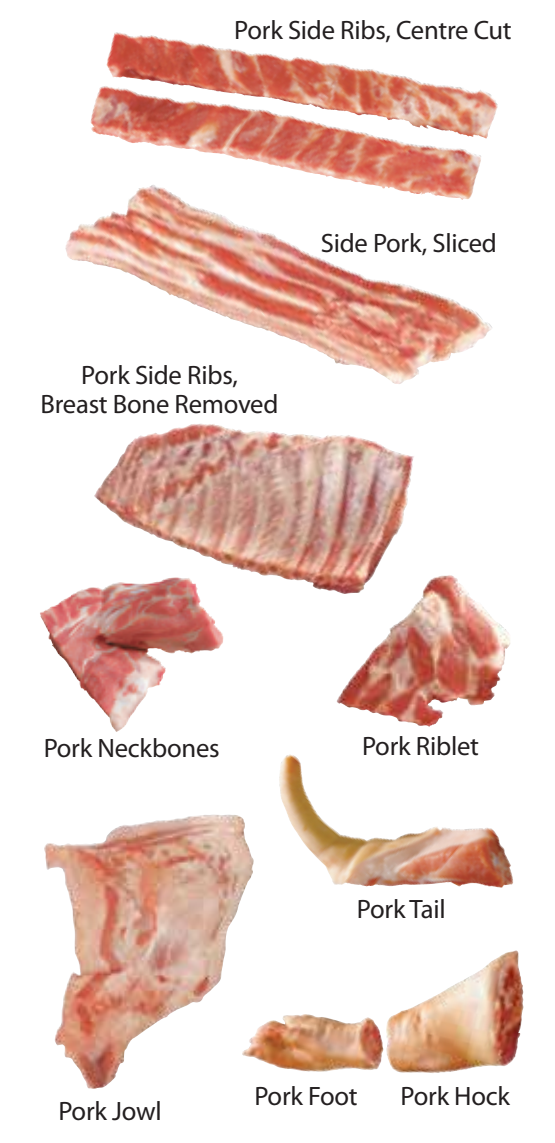 Pork Side Ribs, Centre Cut
Side Pork, Sliced
Pork Side Ribs,
Breast Bone Removed
Pork Neckbones
Pork Riblet
Pork Tail
Pork Jowl
Pork Foot
Pork Hock